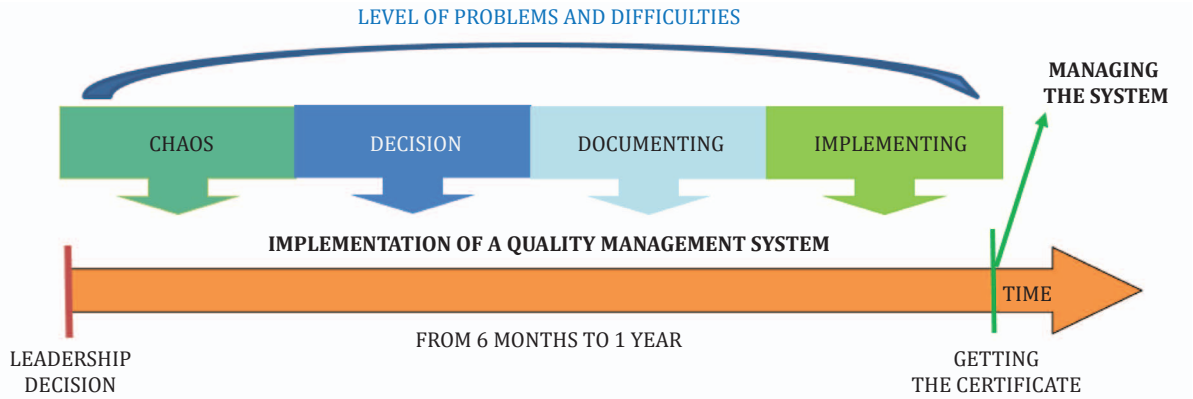 LEVEL OF PROBLEMS AND DIFFICULTIES
MANAGING
THE SYSTEM
CHAOS
DECISION
DOCUMENTING
IMPLEMENTING
IMPLEMENTATION OF A QUALITY MANAGEMENT SYSTEM
TIME
FROM 6 MONTHS TO 1 YEAR
LEADERSHIP
DECISION
GETTING
THE CERTIFICATE